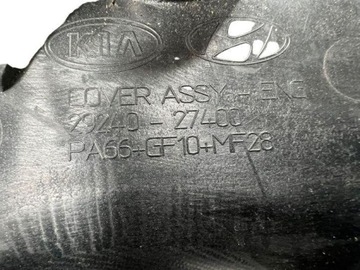 KIA
COVER ASSY - ENG
29240 - 27400
PA66+GF10+MF28